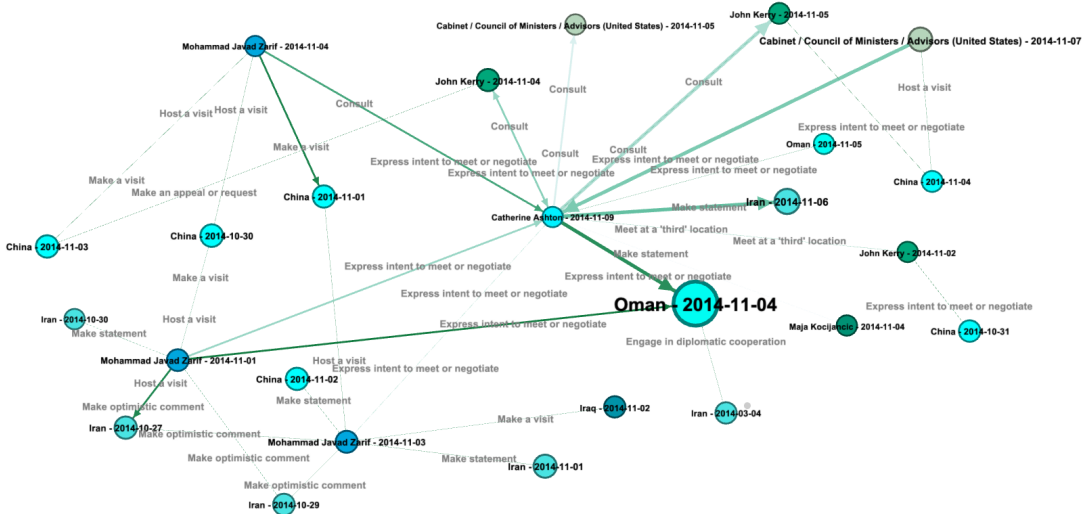 John Kerry - 2014-11-05
Cabinet / Council of Ministers / Advisors (United States) - 2014-11-05
Cabinet / Council of Ministers / Advisors (United States) - 2014-11-07
Mohammad Javad Zarif - 2014-11-04
John Kerry - 2014-11-04
Consult
Consult
Host a visit
Consult
Host a visit
Host a visit
Consult
Express intent to meet or negotiate
Oman - 2014-11-05
Make a visit
Consult
Consult
Express intent to meet or negotiate
Express intent to meet or negotiate
Express intent to meet or negotiate
Express intent to meet or negotiate
Make a visit
China - 2014-11-04
Make an appeal or request
China - 2014-11-01
Iran - 2014-11-06
Make statement
Catherine Ashton - 2014-11-09
Meet at a 'third' location
China - 2014-10-30
Meet at a 'third' location
China - 2014-11-03
John Kerry - 2014-11-02
Make statement
Express intent to meet or negotiate
Make a visit
Express intent to meet or negotiate
Express intent to meet or negotiate
Oman - 2014-11-04
Express intent to meet or negotiate
Iran - 2014-10-30
Host a visit
Express intent to meet or negotiate
Maja Kocijancic - 2014-11-04
China - 2014-10-31
Make statement
Engage in diplomatic cooperation
Mohammad Javad Zarif - 2014-11-01
Host a visit
Express intent to meet or negotiate
China - 2014-11-02
Host a visit
Make statement
Make optimistic comment
Iraq - 2014-11-02
Iran - 2014-03-04
Make a visit
Iran - 2014-10-27
Make optimistic comment
Mohammad Javad Zarif - 2014-11-03
Make optimistic comment
Make statement
Iran - 2014-11-01
Make optimistic comment
Iran - 2014-10-29